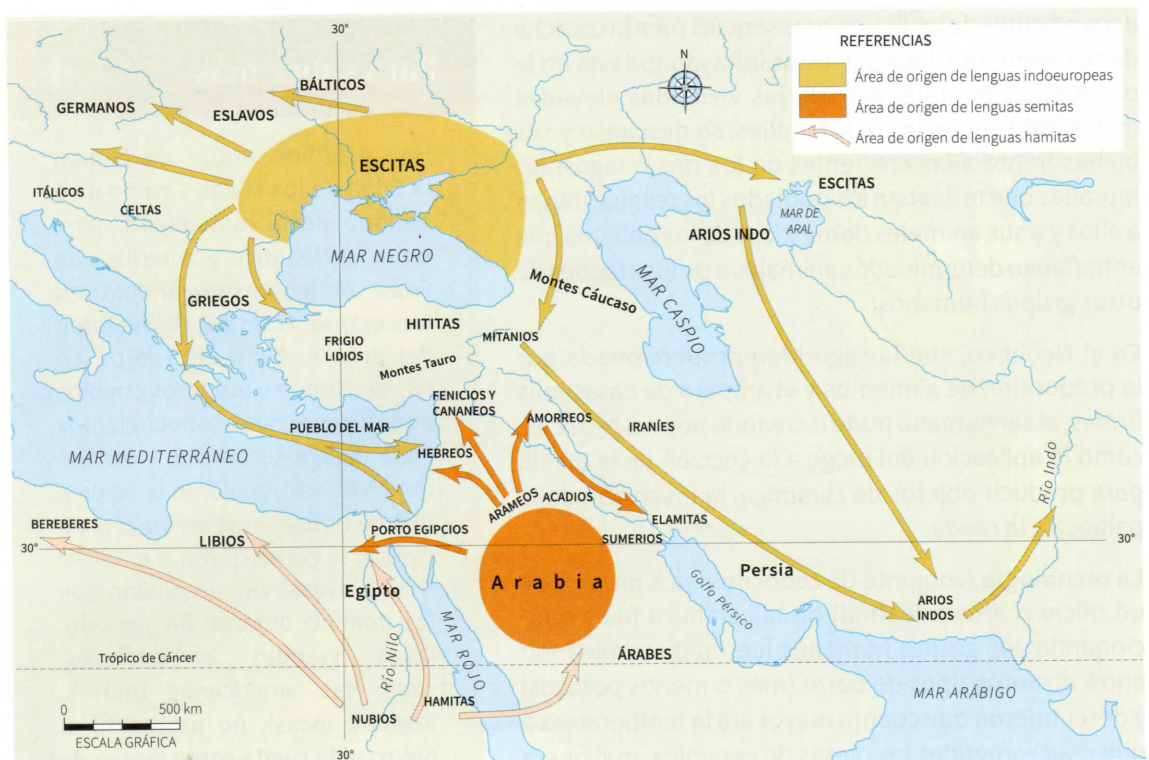 30°
N
REFERENCIAS
Área de origen de lenguas indoeuropeas
Área de origen de lenguas semitas
Área de origen de lenguas hamitas
BÁLTICOS
GERMANOS
ESLAVOS
ESCITAS
ITÁLICOS
CELTAS
ESCITAS
MAR DE
ARAL
ARIOS INDO
MAR NEGRO
MAR CASPIO
Montes Cáucaso
GRIEGOS
HITITAS
MITANIOS
FRIGIO
LIDIOS
Montes Tauro
FENICIOS Y
CANANEOS
AMORREOS
IRANÍES
PUEBLO DEL MAR
HEBREOS
MAR MEDITERRÁNEO
ARAMEOS
ACADIOS
Río Indo
BEREBERES
LIBIOS
PORTO EGIPCIOS
ELAMITAS
SUMERIOS
30°
30°
Arabia
Persia
Egipto
Golfo Pérsico
ARIOS
INDOS
MAR ROJO
Río Nilo
Trópico de Cáncer
ÁRABES
HAMITAS
NUBIOS
MAR ARÁBIGO
0 500 km
ESCALA GRÁFICA
30°